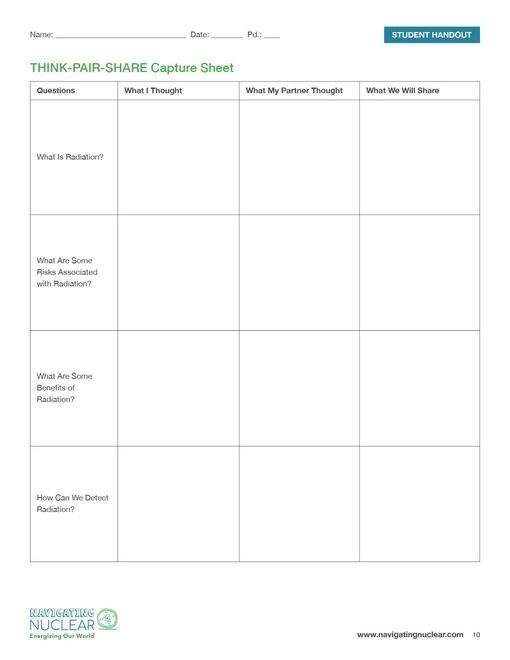 Name: ______________________________ Date: ________ Pd.: ____
STUDENT HANDOUT
THINK-PAIR-SHARE Capture Sheet
Questions
What I Thought
What My Partner Thought
What We Will Share
What Is Radiation?
What Are Some
Risks Associated
with Radiation?
What Are Some
Benefits of
Radiation?
How Can We Detect
Radiation?
NAVIGATING
NUCLEAR
Energizing Our World
www.navigatingnuclear.com 10